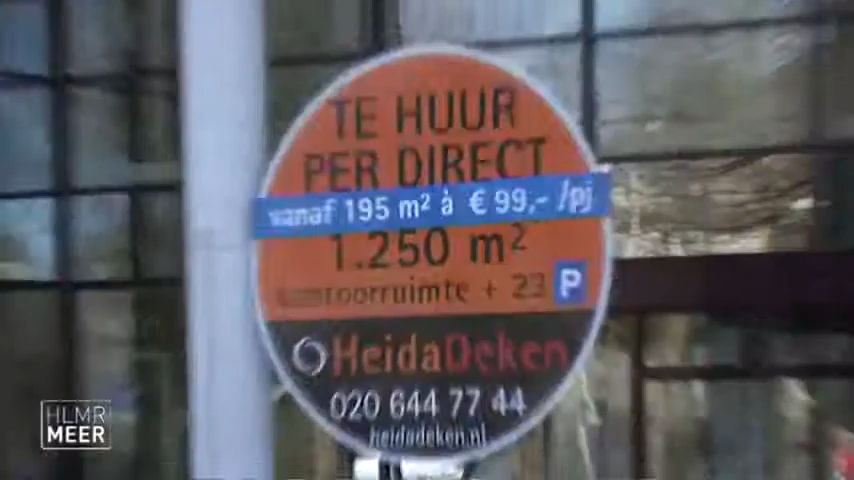 TE HUUR
PER DIRECT
vanaf 195 m² à € 99,- /pj
1.250 m²
kantoorruimte + 23 P
HeidaDeken
020 644 77 44
heidadeken.nl
HLMR
MEER